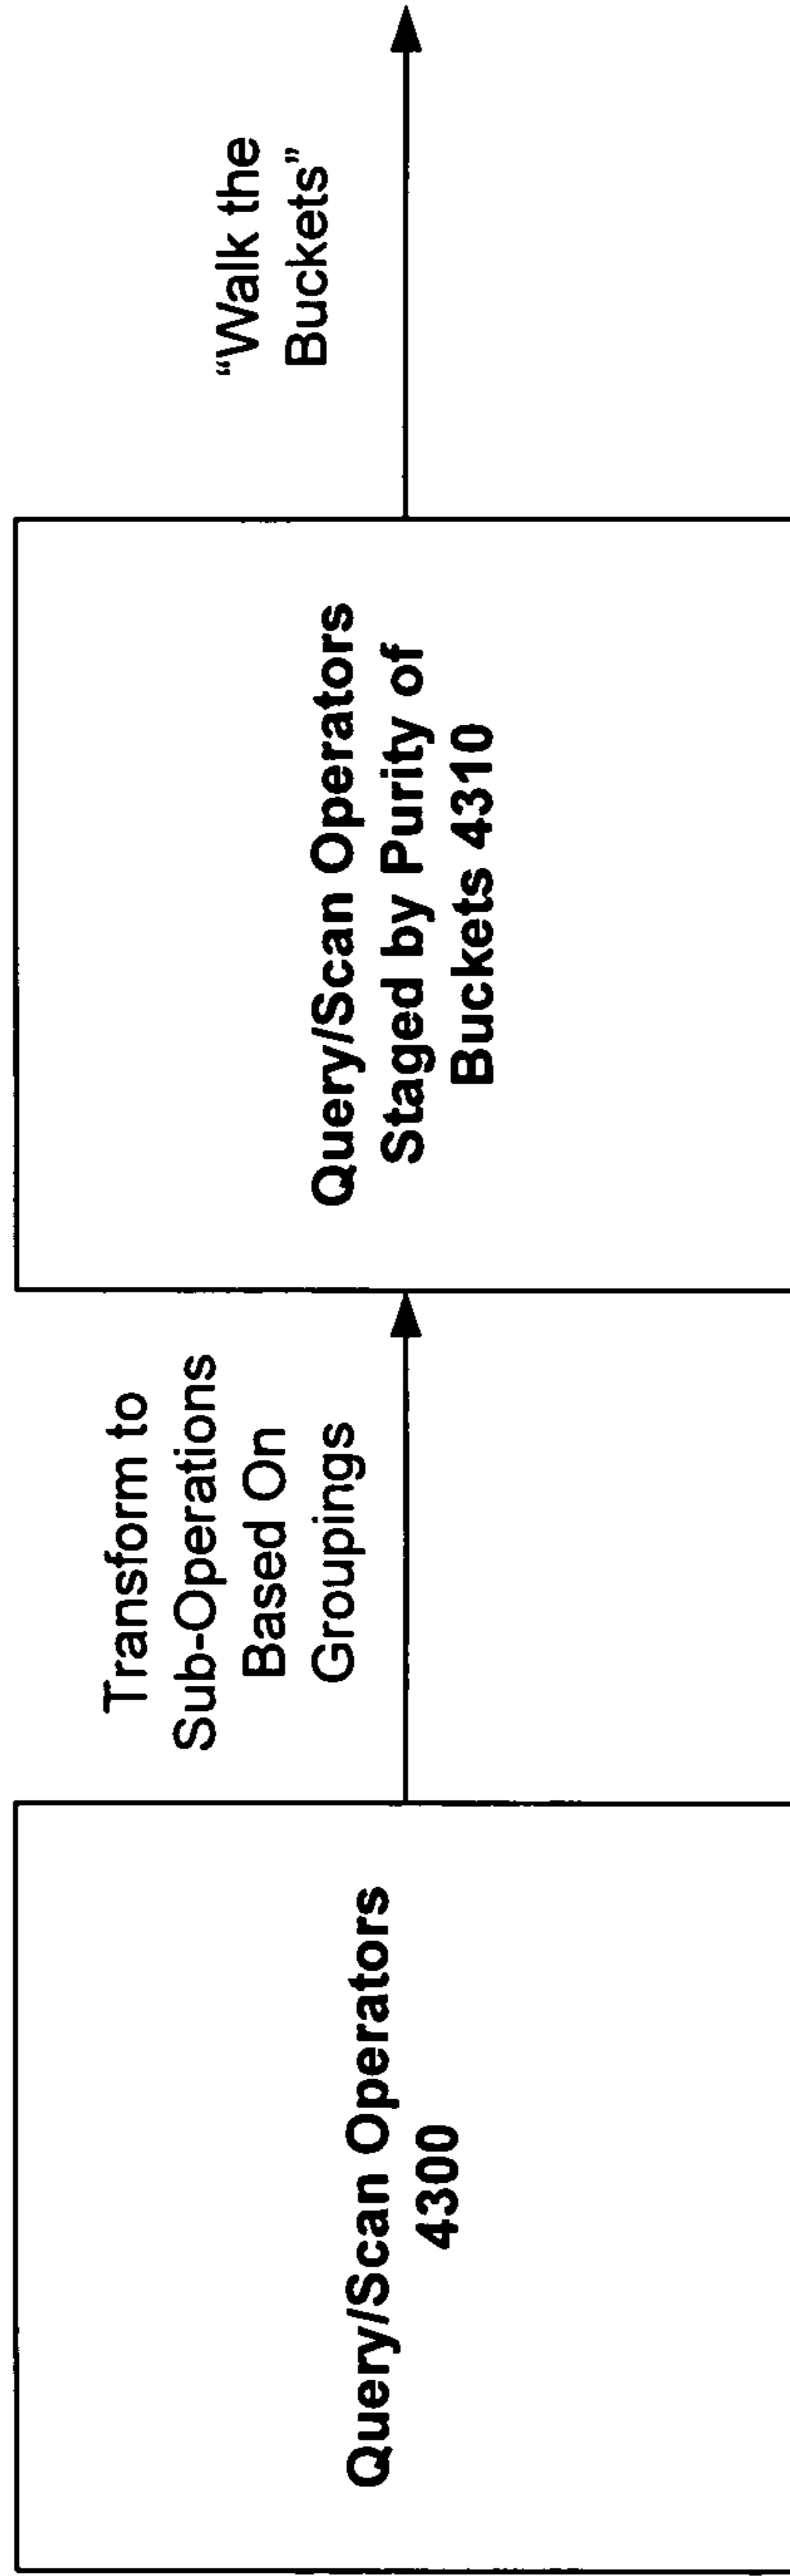 Query/Scan Operators
4300
Transform to
Sub-Operations
Based On
Groupings
Query/Scan Operators
Staged by Purity of
Buckets 4310
“Walk the
Buckets”